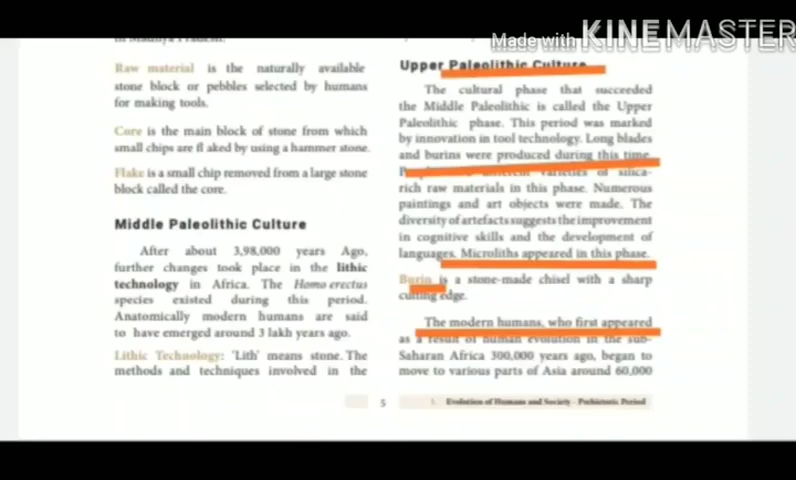 Made with KINEMASTER
in Madhya Pradesh.
Raw material is the naturally available
stone block or pebbles selected by humans
for making tools.
Core is the main block of stone from which
small chips are fl aked by using a hammer stone.
Flake is a small chip removed from a large stone
block called the core.
Middle Paleolithic Culture
After about 3,98,000 years Ago,
further changes took place in the lithic
technology in Africa. The Homo erectus
species existed during this period.
Anatomically modern humans are said
to have emerged around 3 lakh years ago.
Lithic Technology: 'Lith' means stone. The
methods and techniques involved in the
Upper Paleolithic Culture
The cultural phase that succeeded
the Middle Paleolithic is called the Upper
Paleolithic phase. This period was marked
by innovation in tool technology. Long blades
and burins were produced during this time.
different varieties of silica-
rich raw materials in this phase. Numerous
paintings and art objects were made. The
diversity of artefacts suggests the improvement
in cognitive skills and the development of
languages. Microliths appeared in this phase.
Burin is a stone-made chisel with a sharp
cutting edge.
The modern humans, who first appeared
as a result of human evolution in the sub-
Saharan Africa 300,000 years ago, began to
move to various parts of Asia around 60,000
5
1. Evolution of Humans and Society - Prehistoric Period